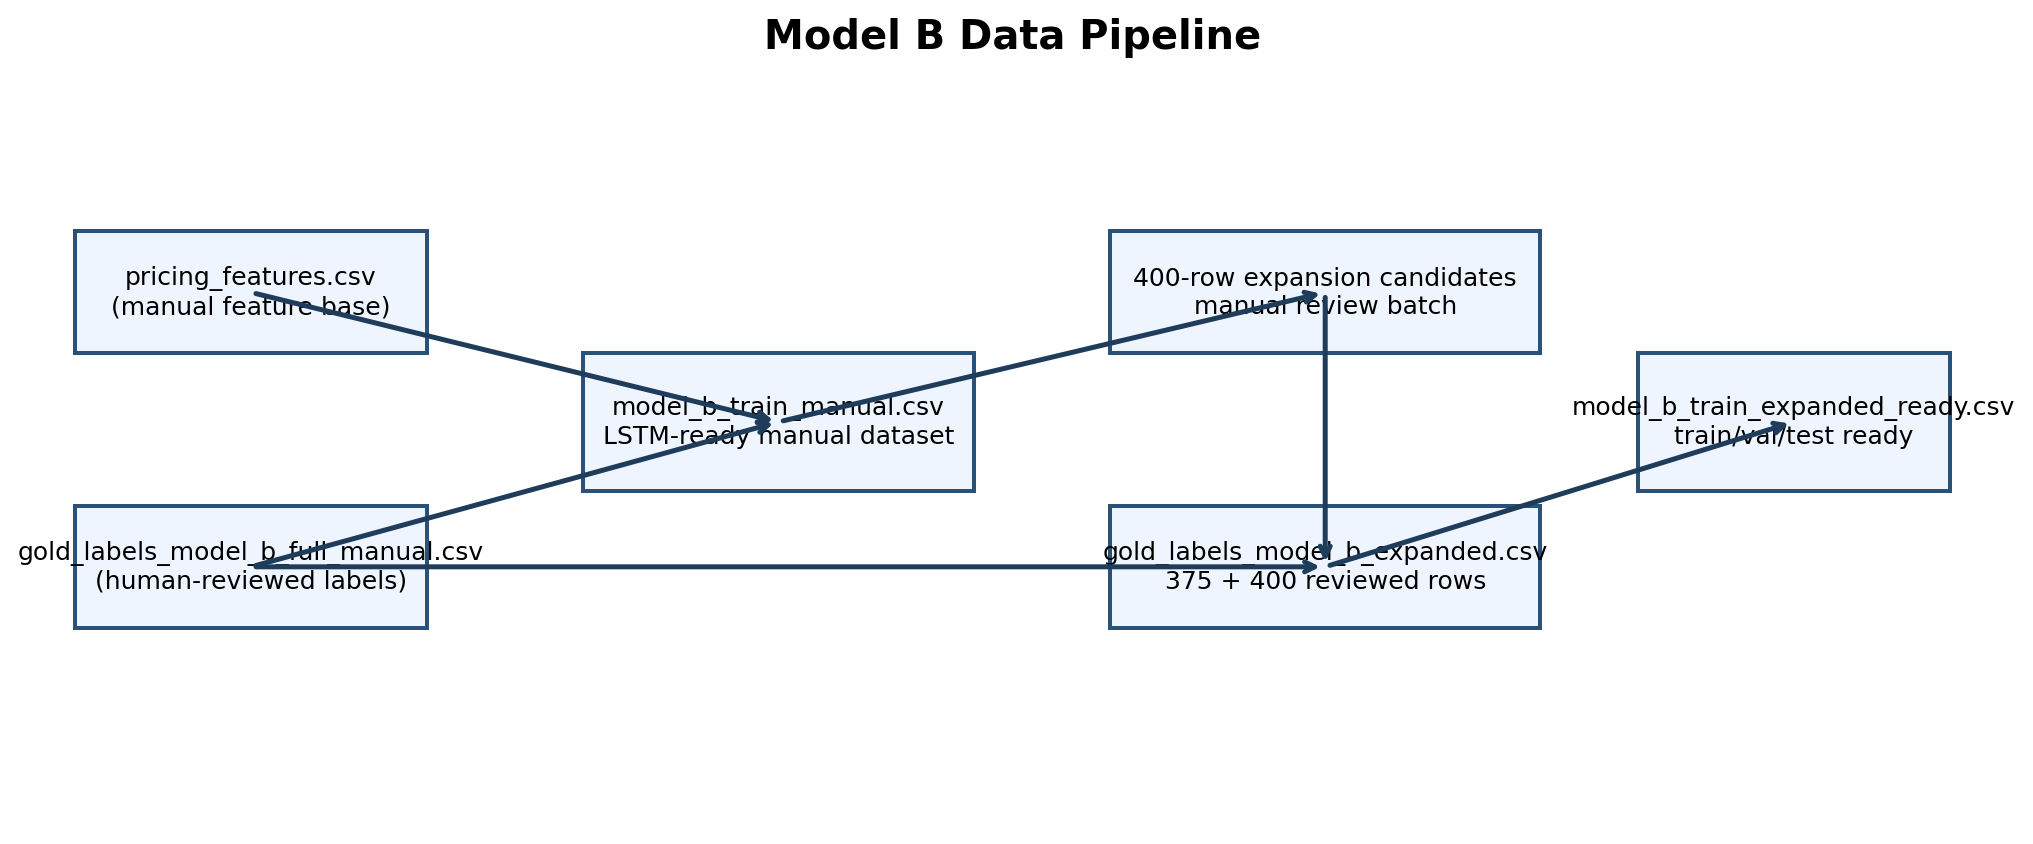 Model B Data Pipeline
pricing_features.csv
(manual feature base)
gold_labels_model_b_full_manual.csv
(human-reviewed labels)
model_b_train_manual.csv
LSTM-ready manual dataset
400-row expansion candidates
manual review batch
gold_labels_model_b_expanded.csv
375 + 400 reviewed rows
model_b_train_expanded_ready.csv
train/val/test ready